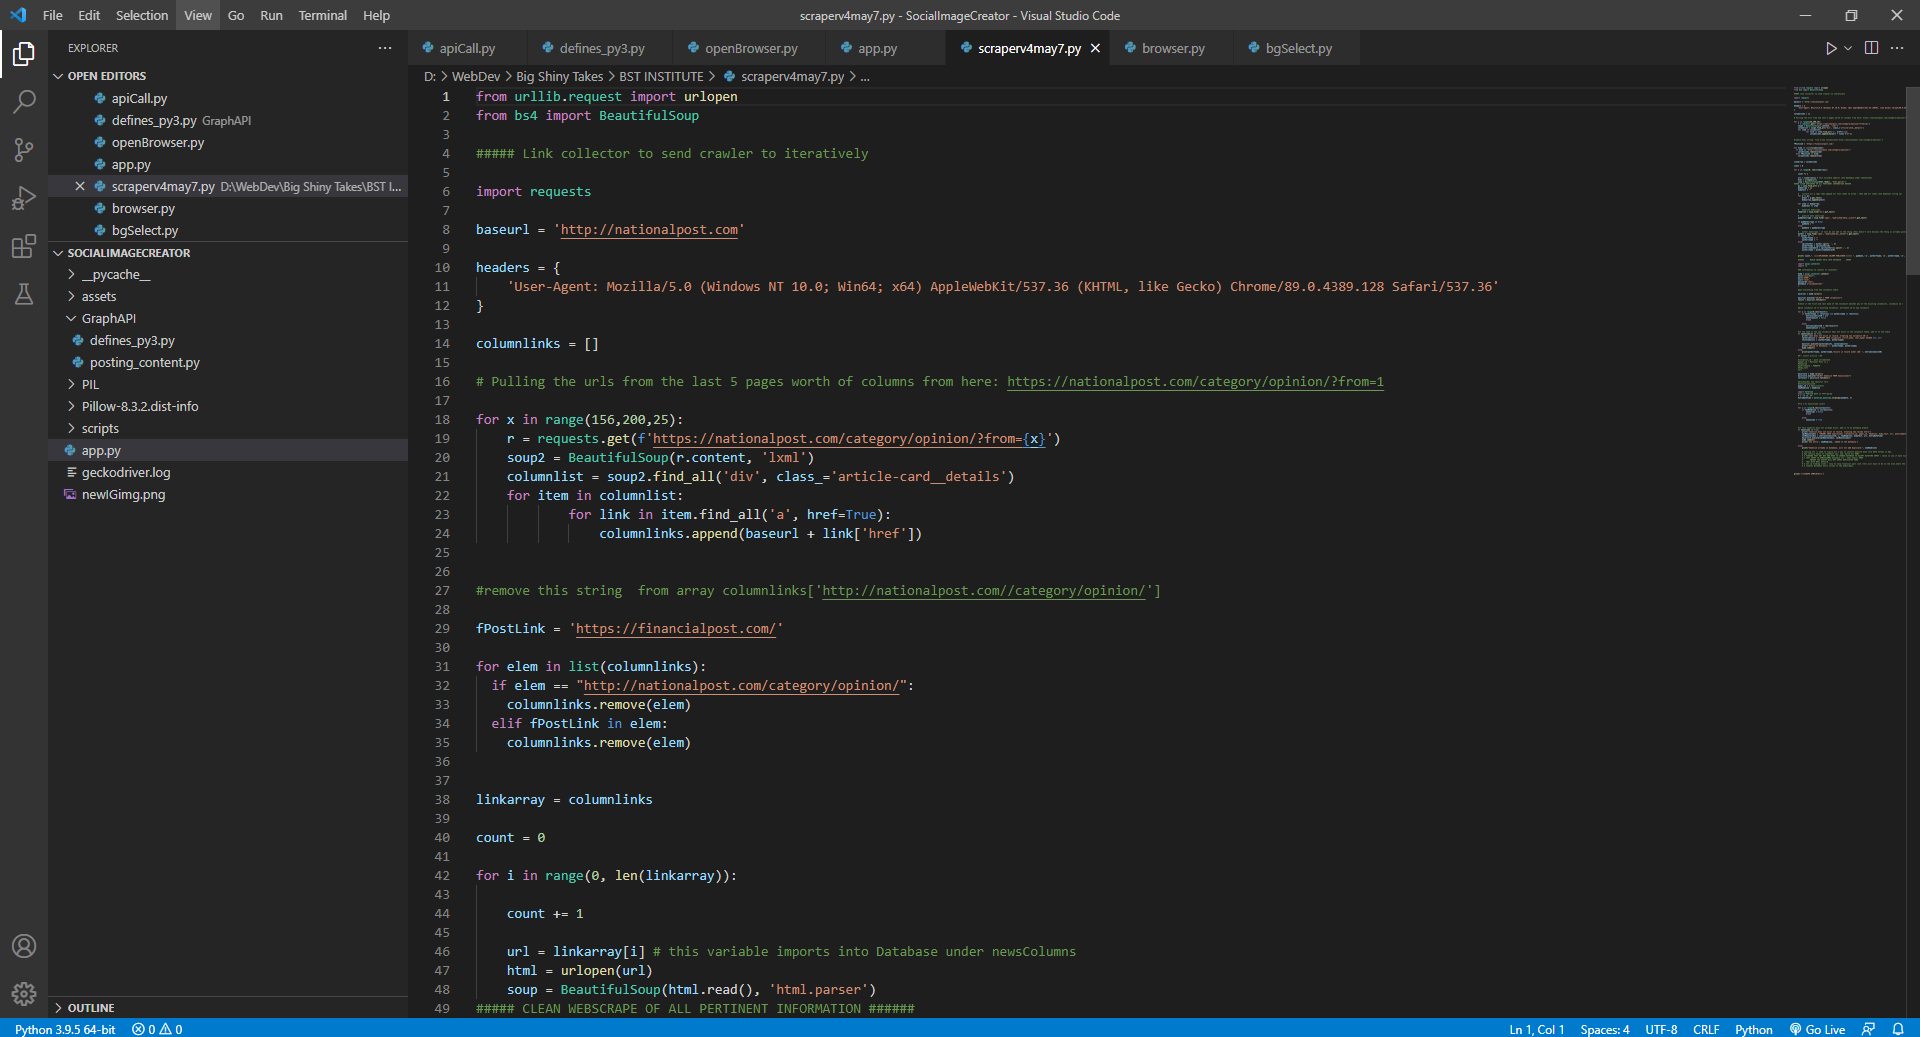 File Edit Selection View Go Run Terminal Help
scraperv4may7.py - SocialImageCreator - Visual Studio Code
EXPLORER
OPEN EDITORS
apiCall.py
defines_py3.py GraphAPI
openBrowser.py
app.py
scraperv4may7.py D:\WebDev\Big Shiny Takes\BST I...
browser.py
bgSelect.py
SOCIALIMAGECREATOR
__pycache__
assets
GraphAPI
defines_py3.py
posting_content.py
PIL
Pillow-8.3.2.dist-info
scripts
app.py
geckodriver.log
newIGimg.png
OUTLINE
apiCall.py defines_py3.py openBrowser.py app.py scraperv4may7.py browser.py bgSelect.py
D: > WebDev > Big Shiny Takes > BST INSTITUTE > scraperv4may7.py > ...
1 from urllib.request import urlopen
2 from bs4 import BeautifulSoup
3
4 ##### Link collector to send crawler to iteratively
5
6 import requests
7
8 baseurl = 'http://nationalpost.com'
9
10 headers = {
11 'User-Agent: Mozilla/5.0 (Windows NT 10.0; Win64; x64) AppleWebKit/537.36 (KHTML, like Gecko) Chrome/89.0.4389.128 Safari/537.36'
12 }
13
14 columnlinks = []
15
16 # Pulling the urls from the last 5 pages worth of columns from here: https://nationalpost.com/category/opinion/?from=1
17
18 for x in range(156,200,25):
19 r = requests.get(f'https://nationalpost.com/category/opinion/?from={x}')
20 soup2 = BeautifulSoup(r.content, 'lxml')
21 columnlist = soup2.find_all('div', class_='article-card__details')
22 for item in columnlist:
23 for link in item.find_all('a', href=True):
24 columnlinks.append(baseurl + link['href'])
25
26
27 #remove this string  from array columnlinks['http://nationalpost.com//category/opinion/']
28
29 fPostLink = 'https://financialpost.com/'
30
31 for elem in list(columnlinks):
32 if elem == "http://nationalpost.com/category/opinion/":
33 columnlinks.remove(elem)
34 elif fPostLink in elem:
35 columnlinks.remove(elem)
36
37
38 linkarray = columnlinks
39
40 count = 0
41
42 for i in range(0, len(linkarray)):
43
44 count += 1
45
46 url = linkarray[i] # this variable imports into Database under newsColumns
47 html = urlopen(url)
48 soup = BeautifulSoup(html.read(), 'html.parser')
49 ##### CLEAN WEBSCRAPE OF ALL PERTINENT INFORMATION ######
Python 3.9.5 64-bit 0 0 Ln 1, Col 1 Spaces: 4 UTF-8 CRLF Python Go Live